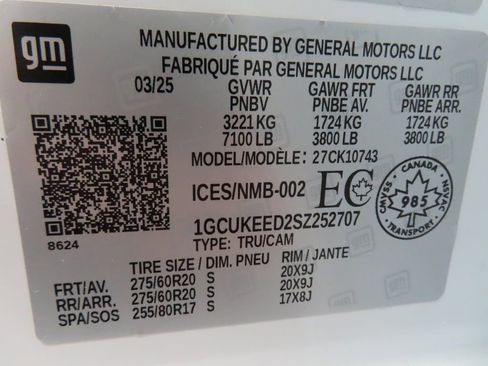 gm
MANUFACTURED BY GENERAL MOTORS LLC
FABRIQUÉ PAR GENERAL MOTORS LLC
03/25 GVWR GAWR FRT GAWR RR
PNBV PNBE AV. PNBE ARR.
3221 KG 1724 KG 1724 KG
7100 LB 3800 LB 3800 LB
MODEL/MODÈLE: 27CK10743
ICES/NMB-002 EC
CANADA
CMVSS 985 NSVAC
1GCUKEED2SZ252707
8624 TYPE: TRU/CAM
TIRE SIZE / DIM. PNEU RIM / JANTE
FRT/AV. 275/60R20 S 20X9J
RR/ARR. 275/60R20 S 20X9J
SPA/SOS 255/80R17 S 17X8J